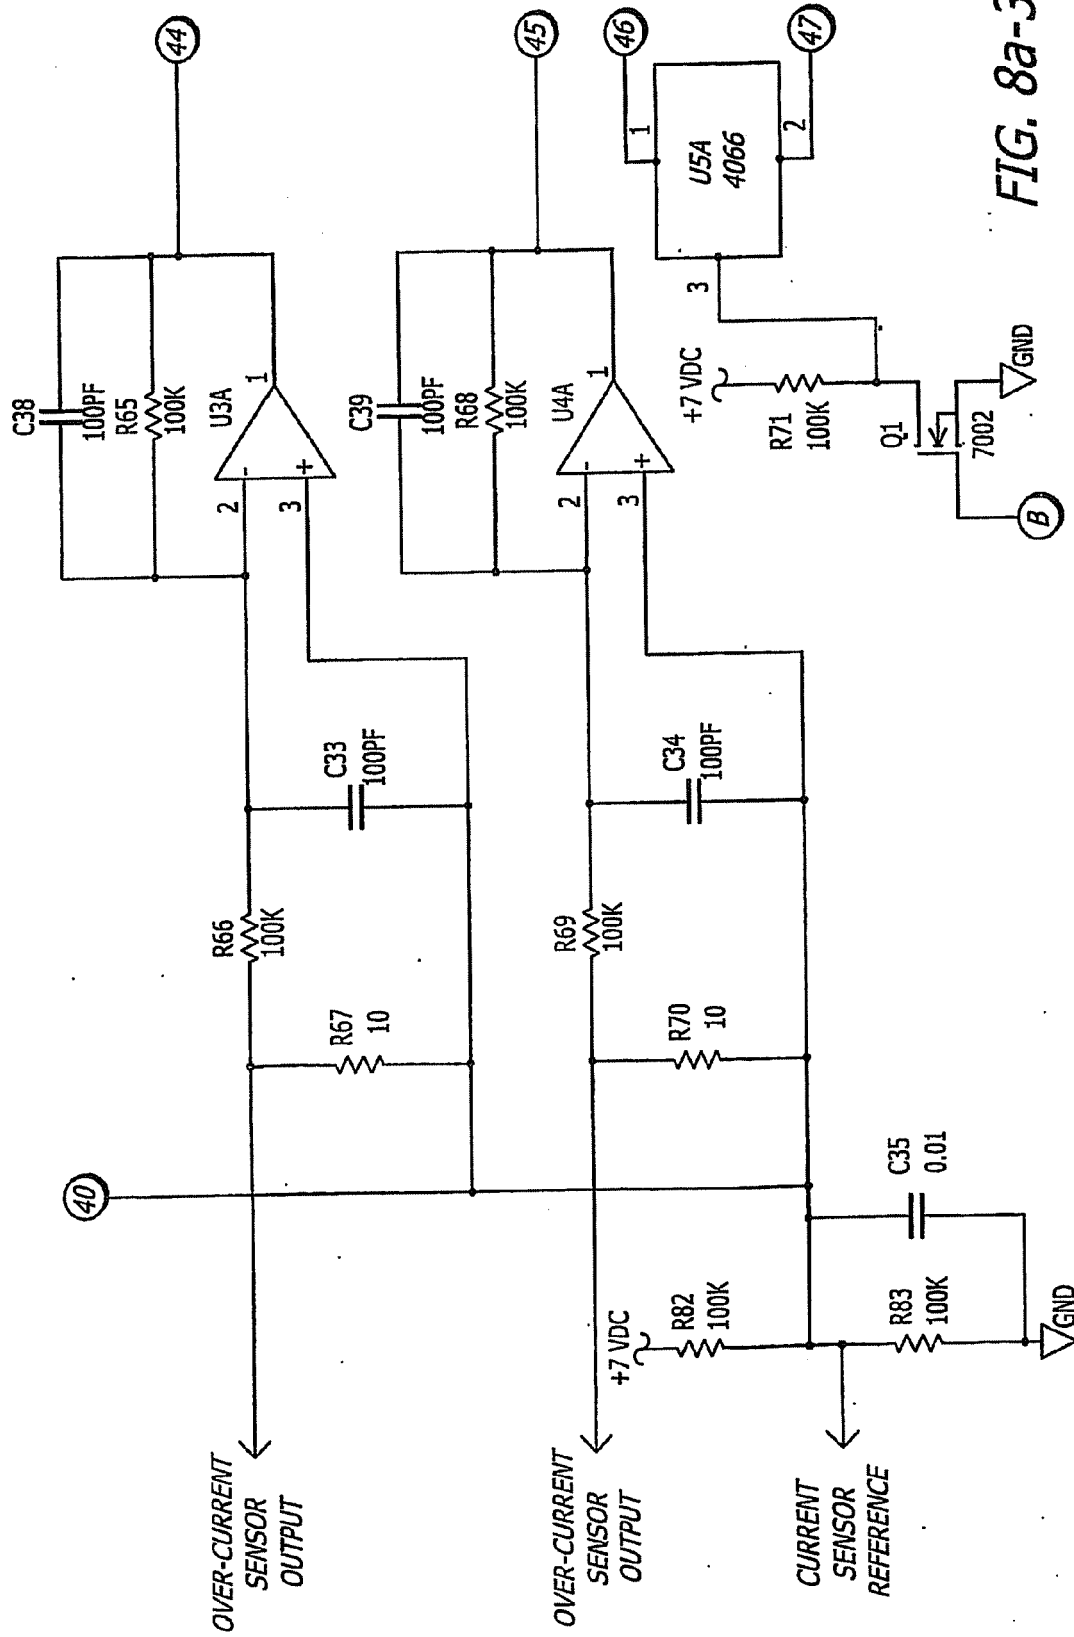 44
C38
100PF
R65
100K
U3A
1
2
-
3
+
R66
100K
C33
100PF
R67
10
40
OVER-CURRENT
SENSOR
OUTPUT
45
C39
100PF
R68
100K
U4A
1
2
-
3
+
R69
100K
C34
100PF
R70
10
OVER-CURRENT
SENSOR
OUTPUT
+7 VDC
R82
100K
C35
0.01
R83
100K
GND
CURRENT
SENSOR
REFERENCE
46
47
1
U5A
4066
2
3
+7 VDC
R71
100K
Q1
7002
GND
B
FIG. 8a-3